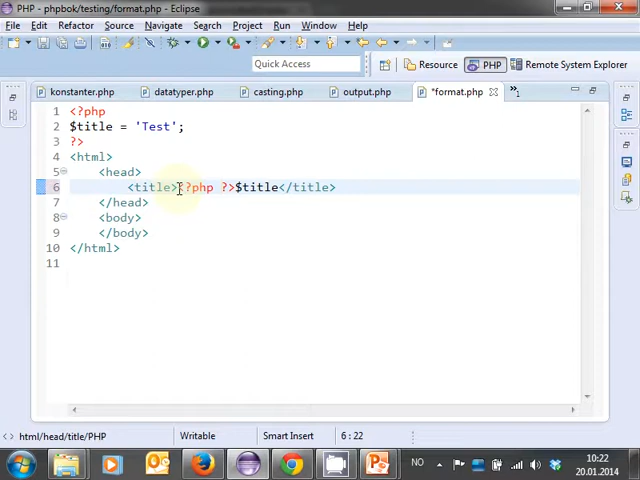 PHP - phpbok/testing/format.php - Eclipse
File Edit Refactor Navigate Search Project Run Window Help
Quick Access Resource PHP Remote System Explorer
konstanter.php datatyper.php casting.php output.php *format.php »1
1 <?php
2 $title = 'Test';
3 ?>
4 <html>
5 <head>
6 <title><?php ?>$title</title>
7 </head>
8 <body>
9 </body>
10 </html>
11
html/head/title/PHP Writable Smart Insert 6 : 22
NO 10:22
20.01.2014